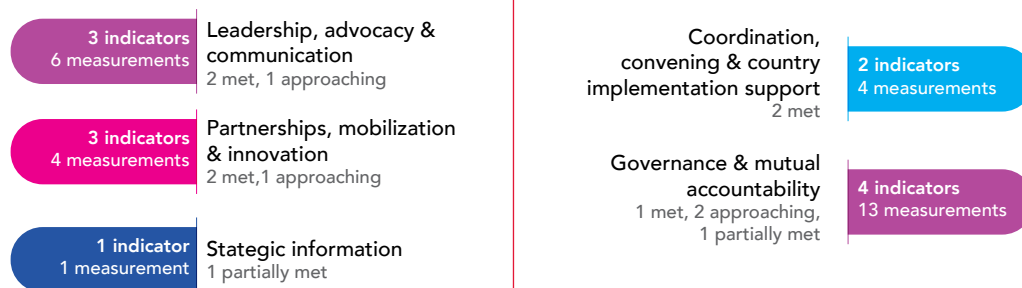 3 indicators
6 measurements
Leadership, advocacy &
communication
2 met, 1 approaching
3 indicators
4 measurements
Partnerships, mobilization
& innovation
2 met,1 approaching
1 indicator
1 measurement
Stategic information
1 partially met
Coordination,
convening & country
implementation support
2 met
2 indicators
4 measurements
Governance & mutual
accountability
1 met, 2 approaching,
1 partially met
4 indicators
13 measurements